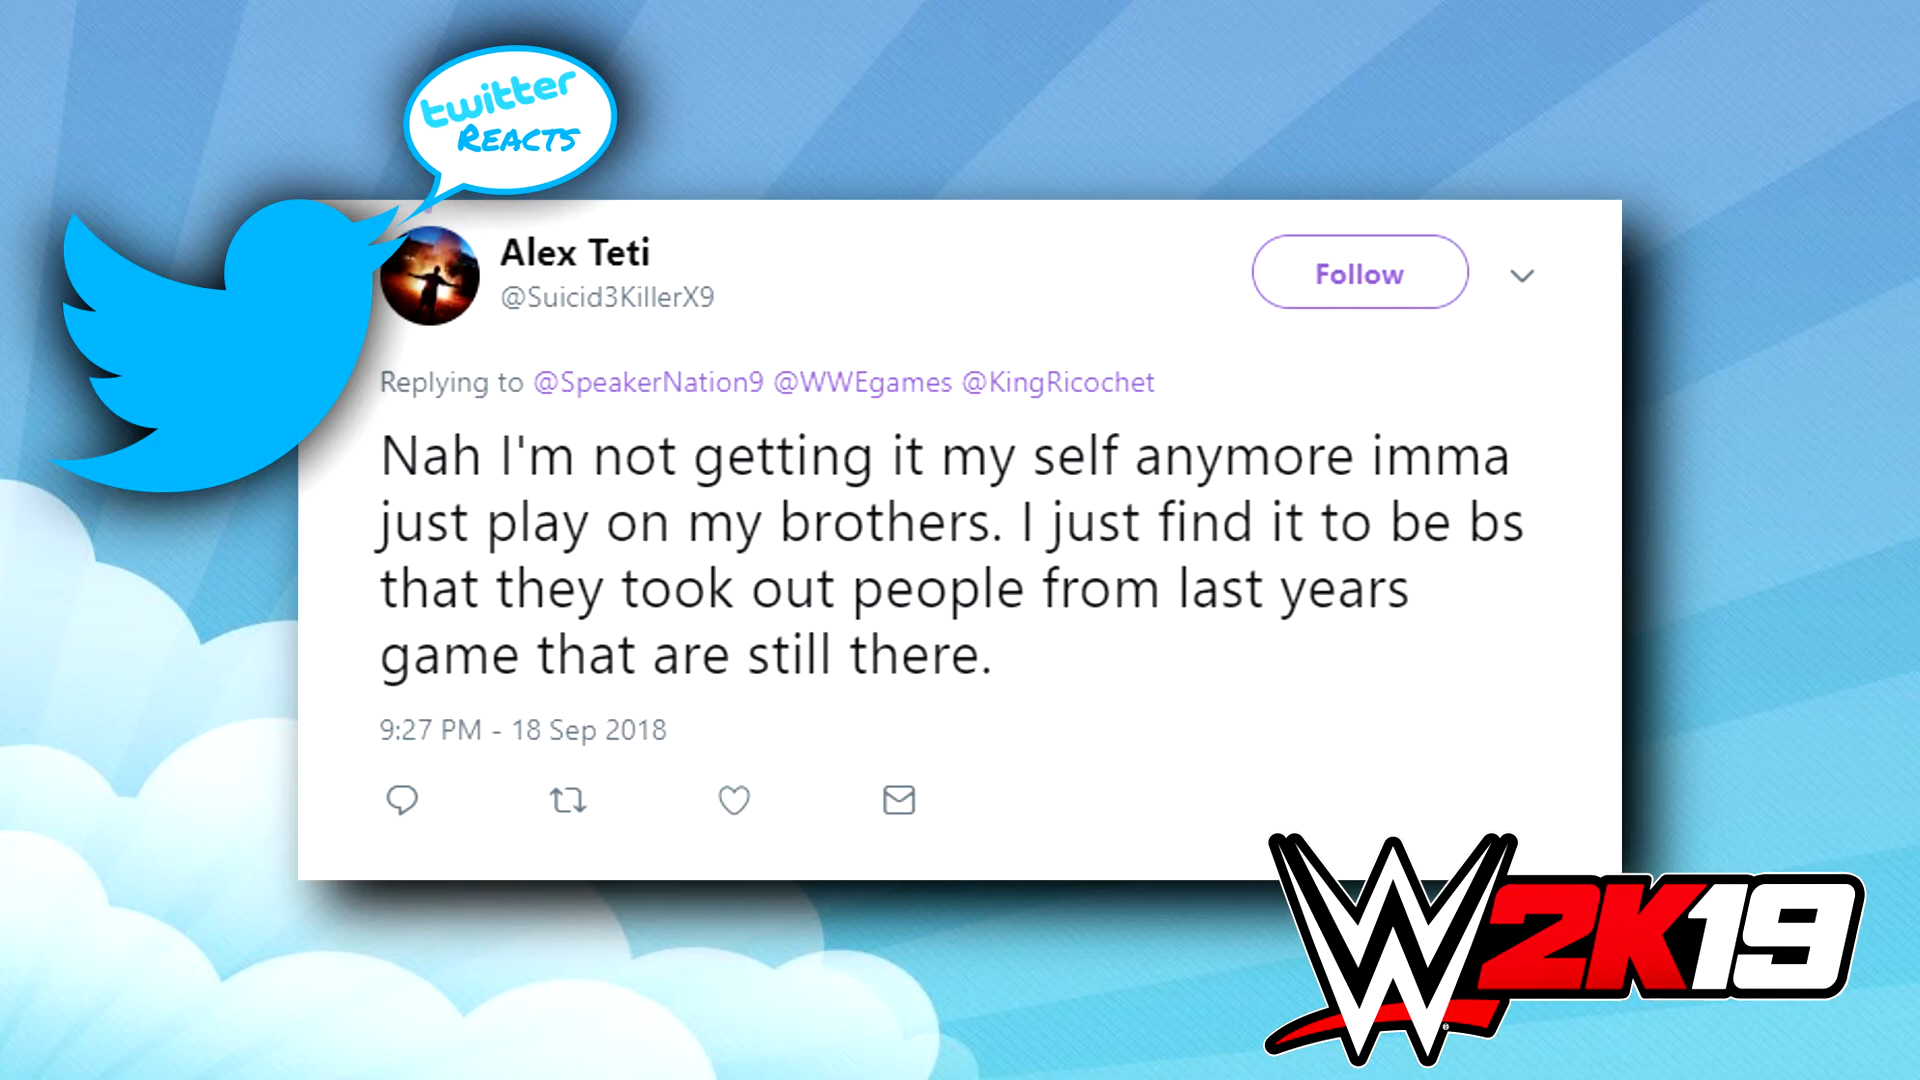 twitter
REACTS
Alex Teti
@Suicid3KillerX9
Follow
Replying to @SpeakerNation9 @WWEgames @KingRicochet
Nah I'm not getting it my self anymore imma
just play on my brothers. I just find it to be bs
that they took out people from last years
game that are still there.
9:27 PM - 18 Sep 2018
W2K19